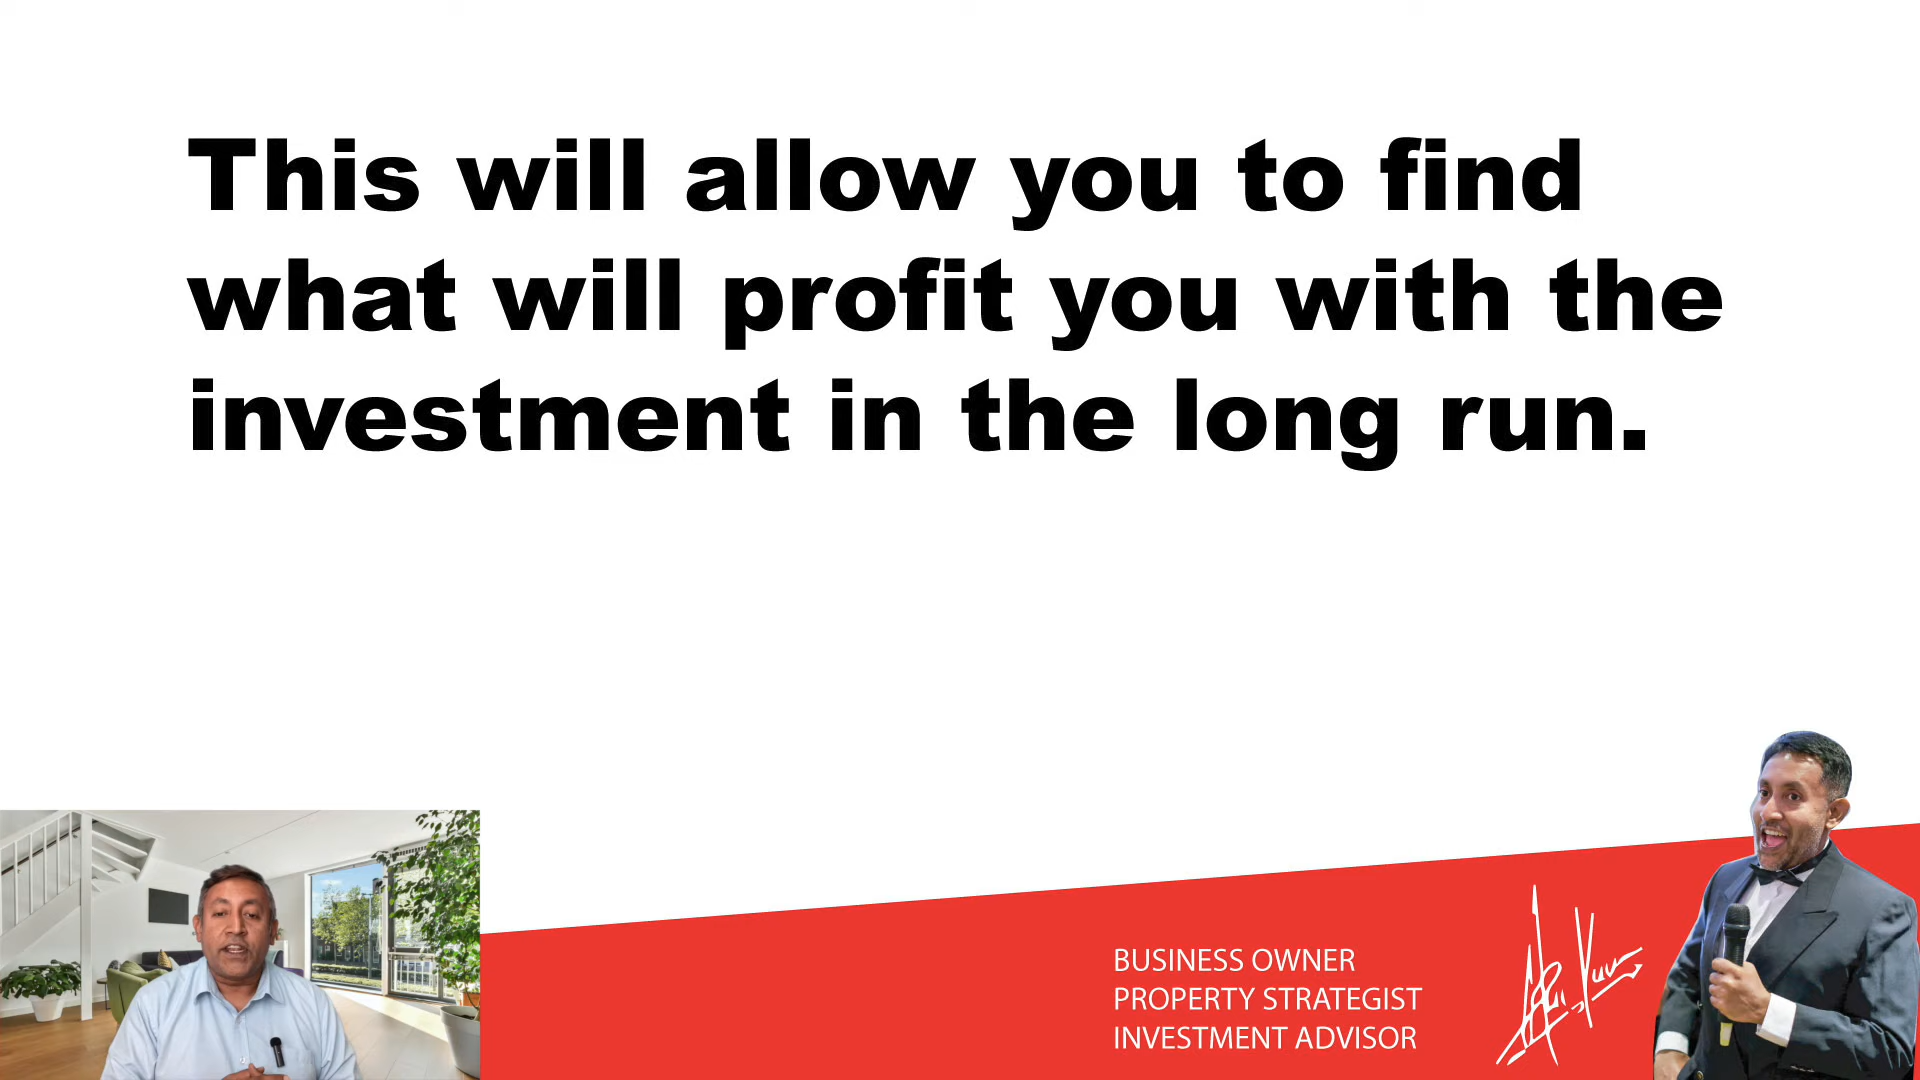 This will allow you to find
what will profit you with the
investment in the long run.
BUSINESS OWNER
PROPERTY STRATEGIST
INVESTMENT ADVISOR